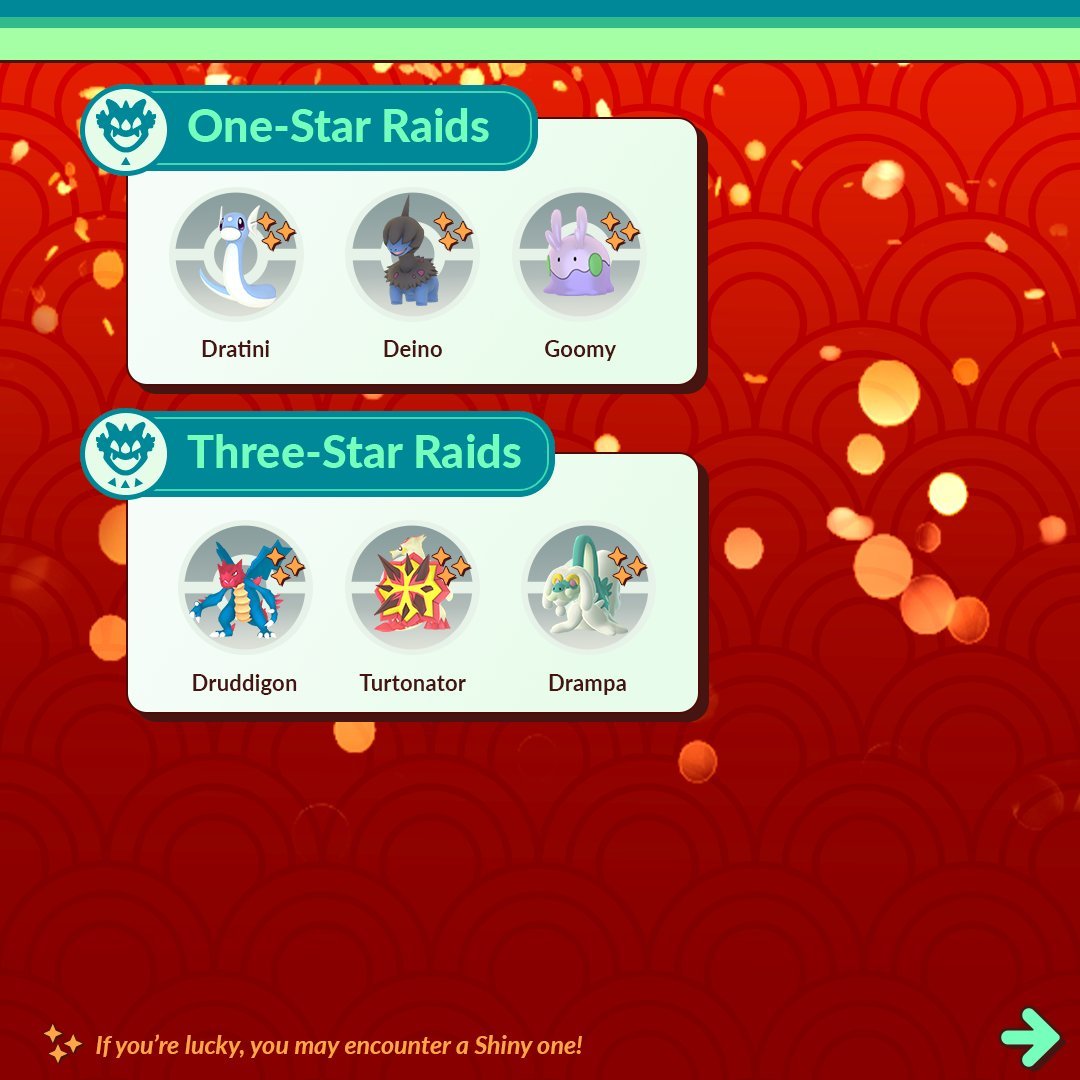 One-Star Raids
Dratini Deino Goomy
Three-Star Raids
Druddigon Turtonator Drampa
If you're lucky, you may encounter a Shiny one!